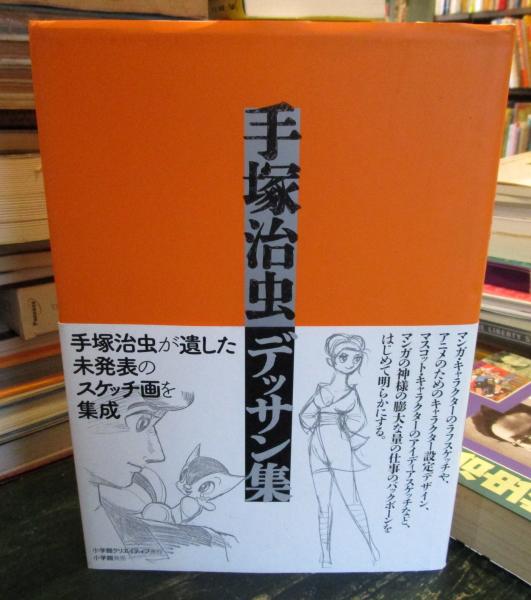 手塚治虫デッサン集
手塚治虫が遺した
未発表の
スケッチ画を
集成
マンガ・キャラクターのラフスケッチや、
アニメのためのキャラクター設定デザイン、
マスコット・キャラクターのアイディアスケッチなど、
マンガの神様の膨大な量の仕事のバックボーンを
はじめて明らかにする。
小学館クリエイティブ発行
小学館発売